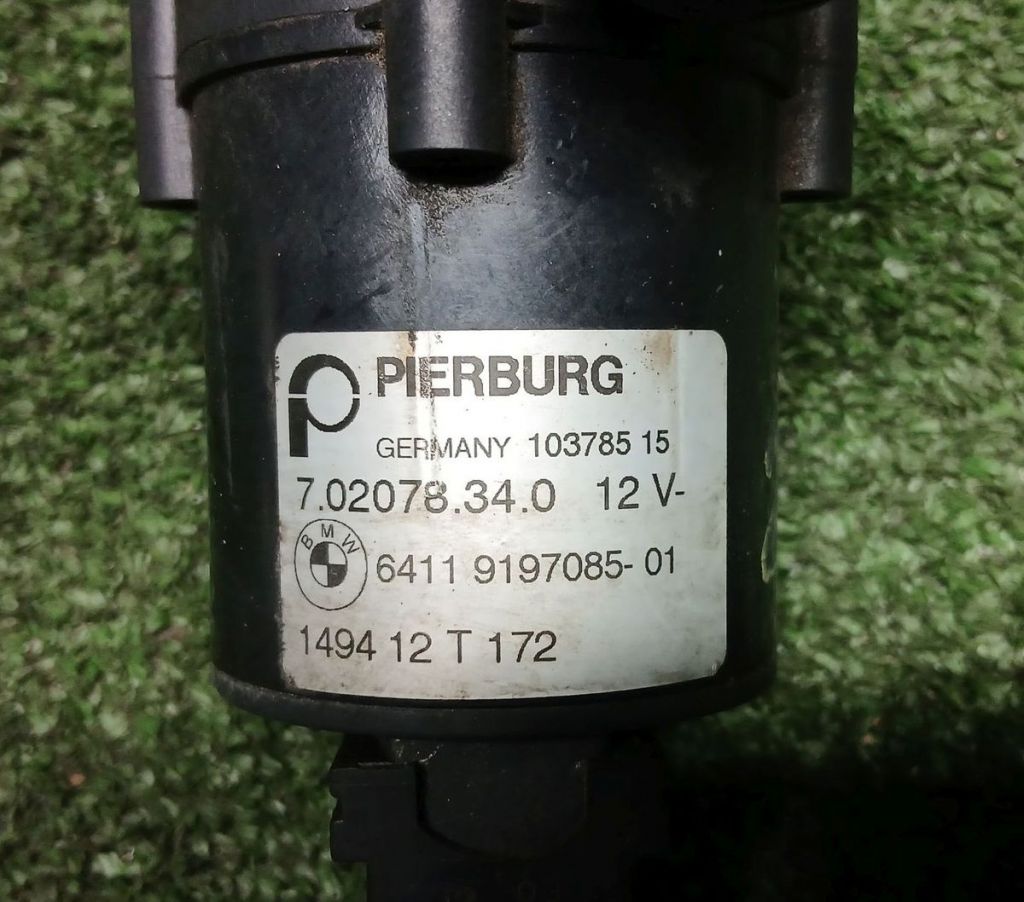 PIERBURG
GERMANY 103785 15
7.02078.34.0 12 V-
BMW
6411 9197085-01
1494 12 T 172